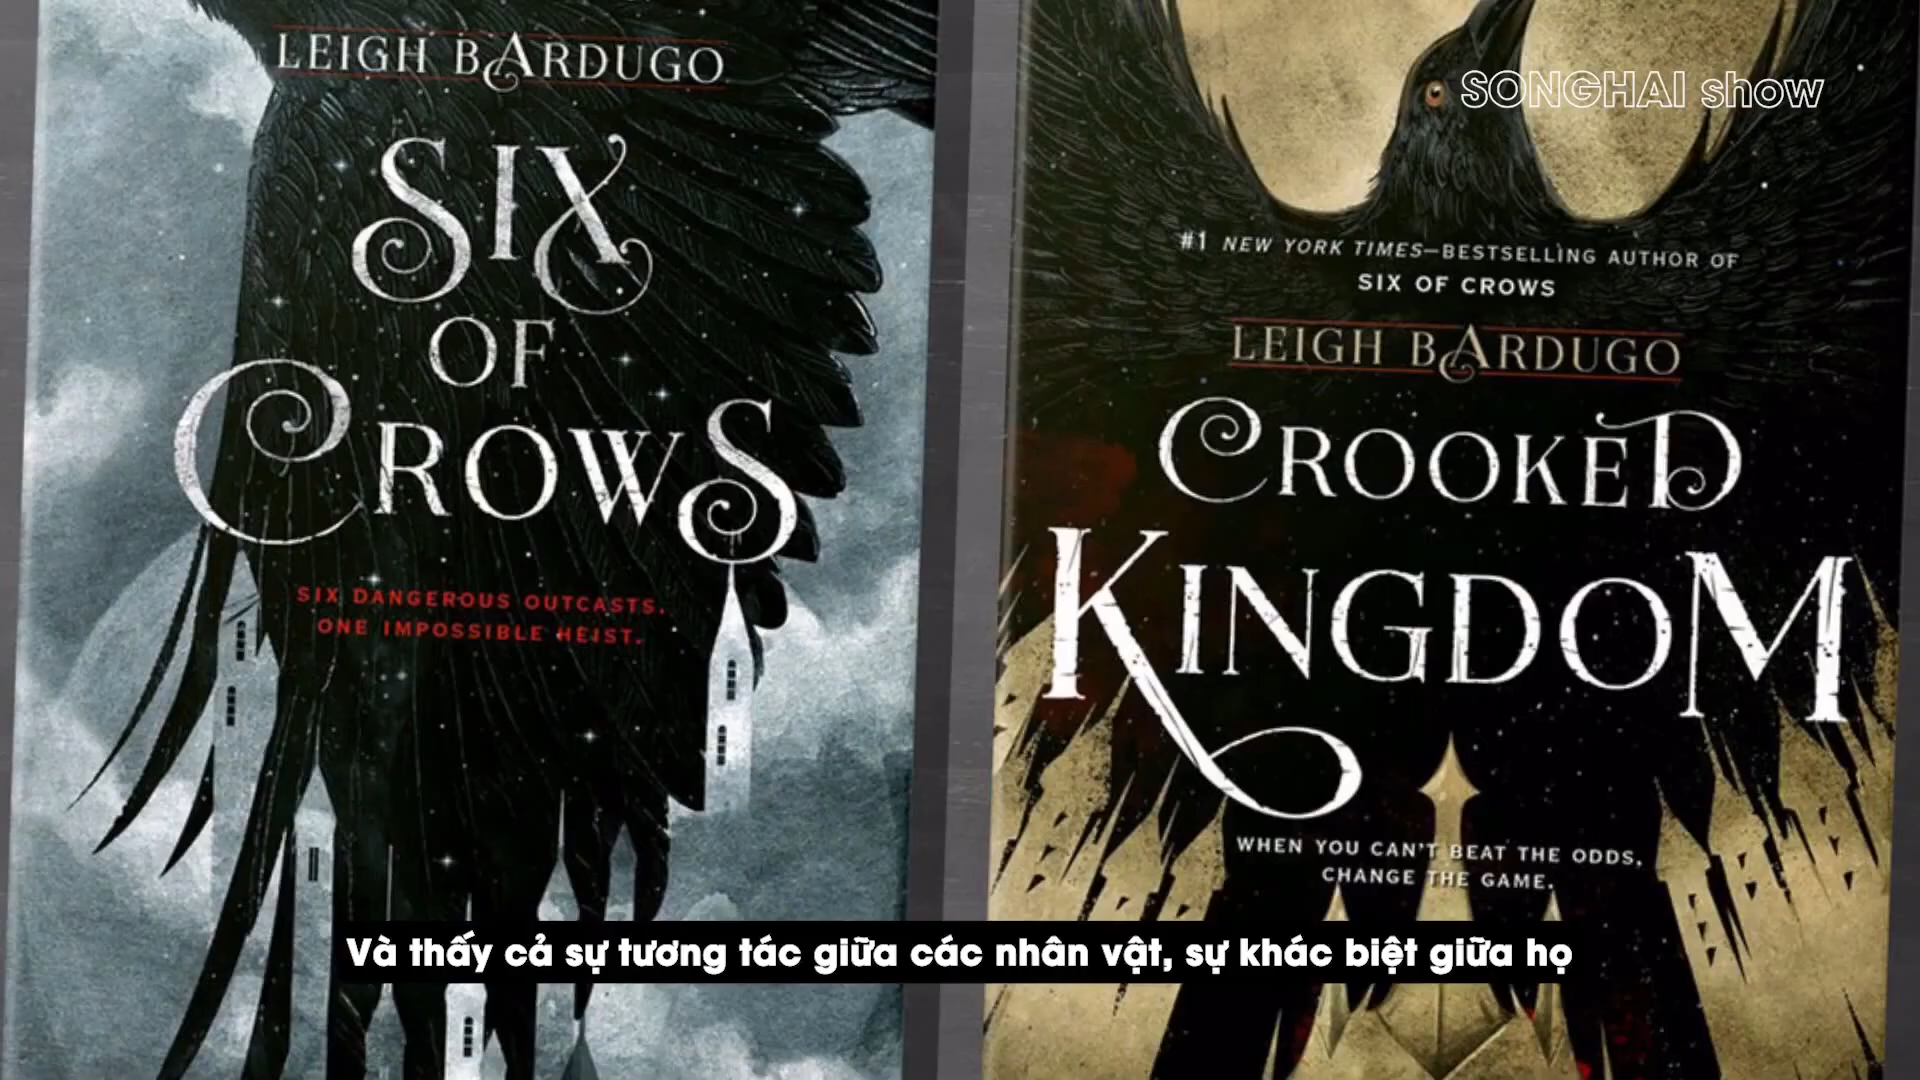 LEIGH BARDUGO
SIX
OF
CROWS
SIX DANGEROUS OUTCASTS.
ONE IMPOSSIBLE HEIST.
SONGHAI show
#1 NEW YORK TIMES–BESTSELLING AUTHOR OF
SIX OF CROWS
LEIGH BARDUGO
CROOKED
KINGDOM
WHEN YOU CAN'T BEAT THE ODDS,
CHANGE THE GAME.
Và thấy cả sự tương tác giữa các nhân vật, sự khác biệt giữa họ